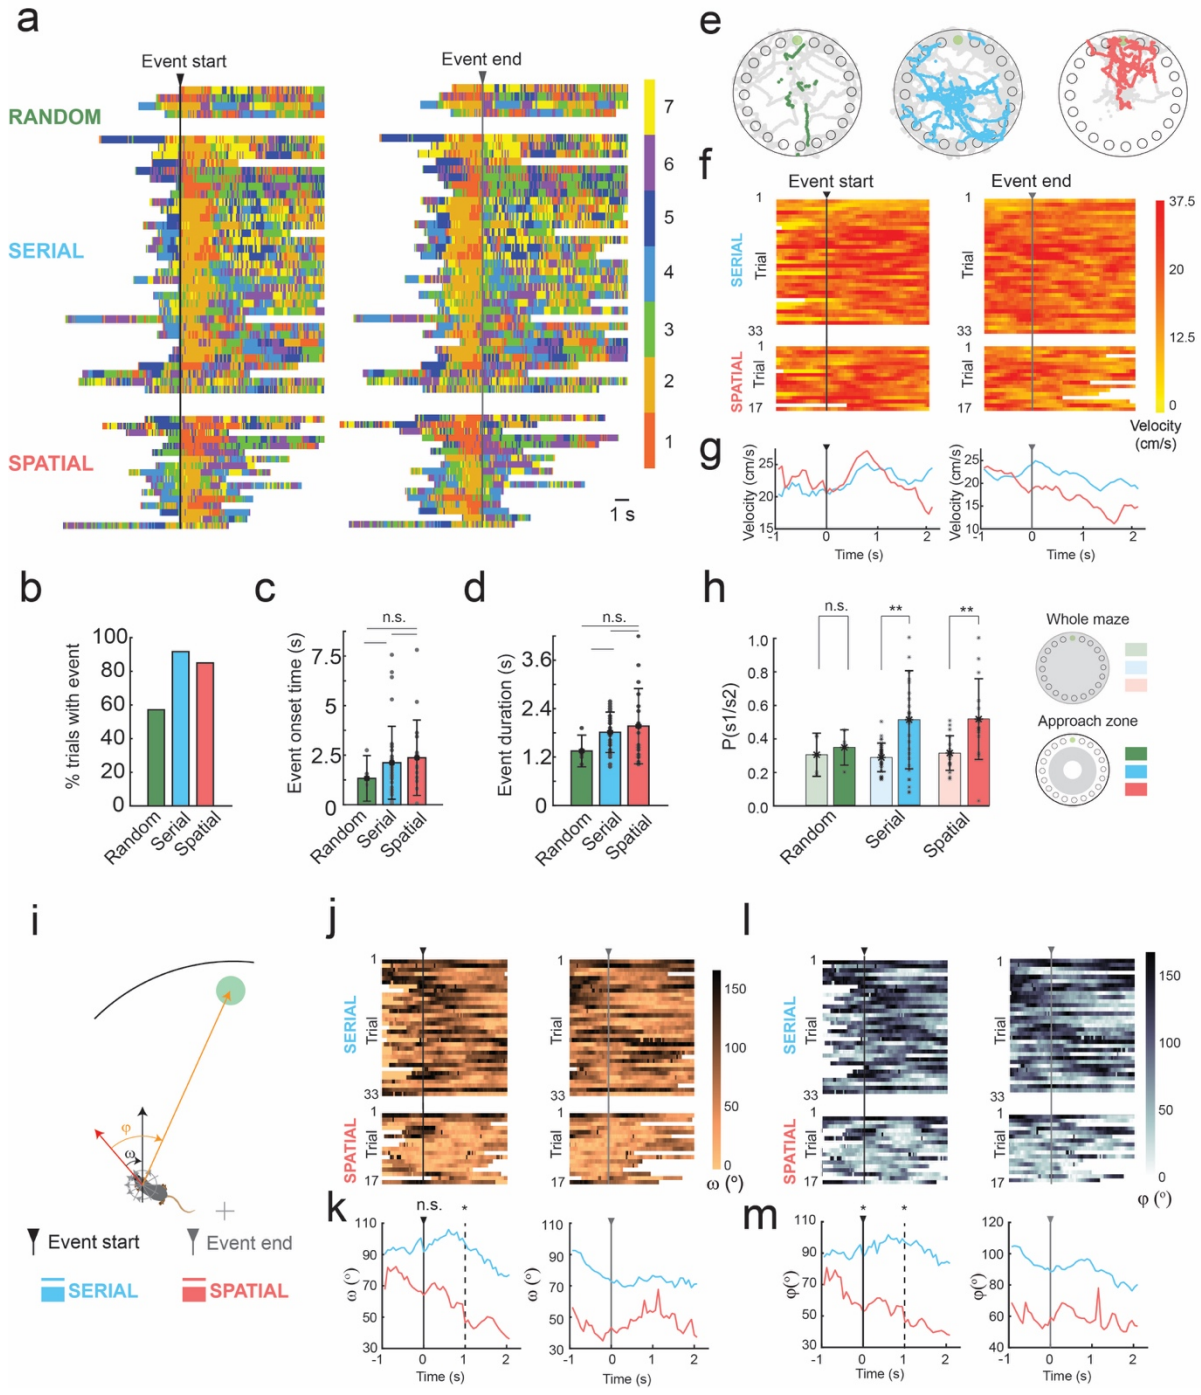 a
Event start
Event end
RANDOM
SERIAL
SPATIAL
7
6
5
4
3
2
1
1 s
b
% trials with event
100
80
60
40
20
0
Random
Serial
Spatial
c
Event onset time (s)
n.s.
7.5
5
2.5
0
Random
Serial
Spatial
d
Event duration (s)
n.s.
3.6
2.4
1.2
0
Random
Serial
Spatial
e
f
Event start
Event end
SERIAL
Trial
1
33
SPATIAL
Trial
1
17
1
Trial
33
1
Trial
17
37.5
20
12.5
0
Velocity
(cm/s)
g
Velocity (cm/s)
25
20
15
-1
0
1
2
Time (s)
Velocity (cm/s)
25
20
15
10
-1
0
1
2
Time (s)
h
P(s1/s2)
n.s.
**
**
1.0
0.8
0.6
0.4
0.2
0.0
Random
Serial
Spatial
Whole maze
Approach zone
i
φ
ω
Event start
Event end
SERIAL
SPATIAL
j
SERIAL
Trial
1
33
SPATIAL
Trial
1
17
1
Trial
33
1
Trial
17
150
100
50
0
ω (º)
k
n.s.
*
ω (º)
110
90
70
50
30
-1
0
1
2
Time (s)
ω (º)
110
90
70
50
30
-1
0
1
2
Time (s)
l
SERIAL
Trial
1
33
SPATIAL
Trial
1
17
1
Trial
33
1
Trial
17
150
100
50
0
φ (º)
m
*
*
φ(º)
110
90
70
50
30
-1
0
1
2
Time (s)
φ(º)
120
100
80
60
40
-1
0
1
2
Time (s)